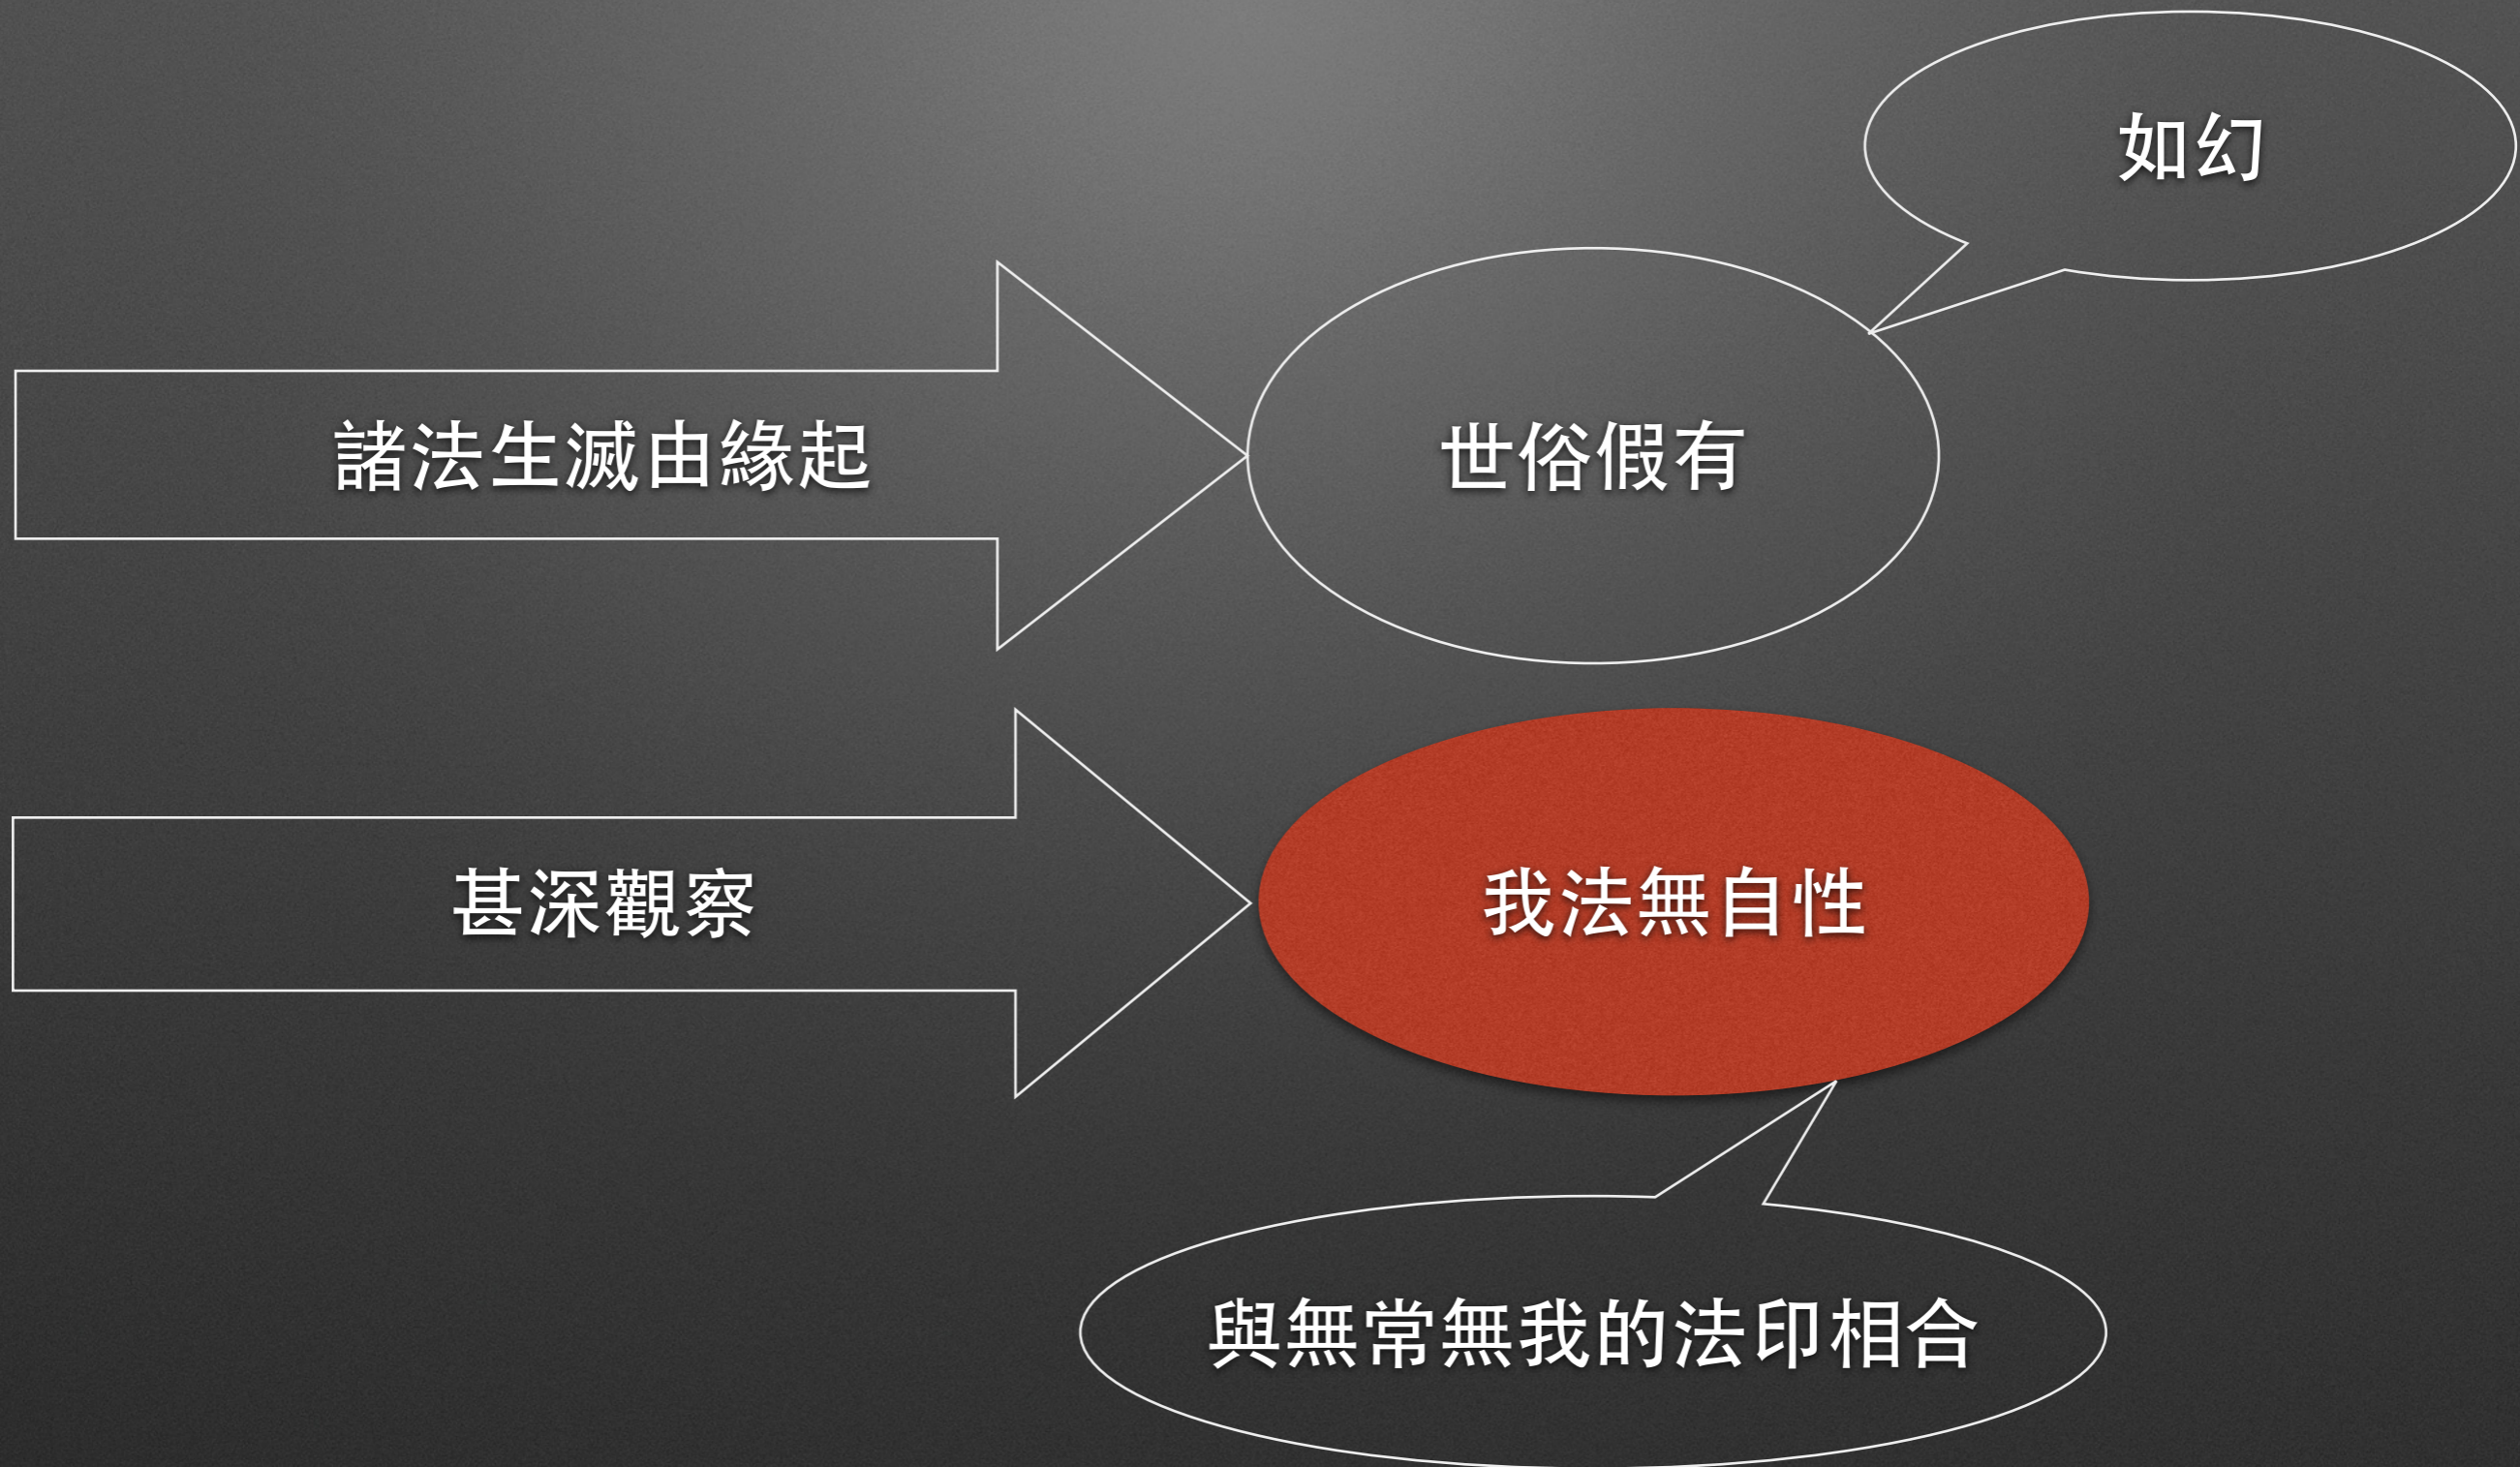 如幻
諸法生滅由緣起
世俗假有
甚深觀察
我法無自性
與無常無我的法印相合